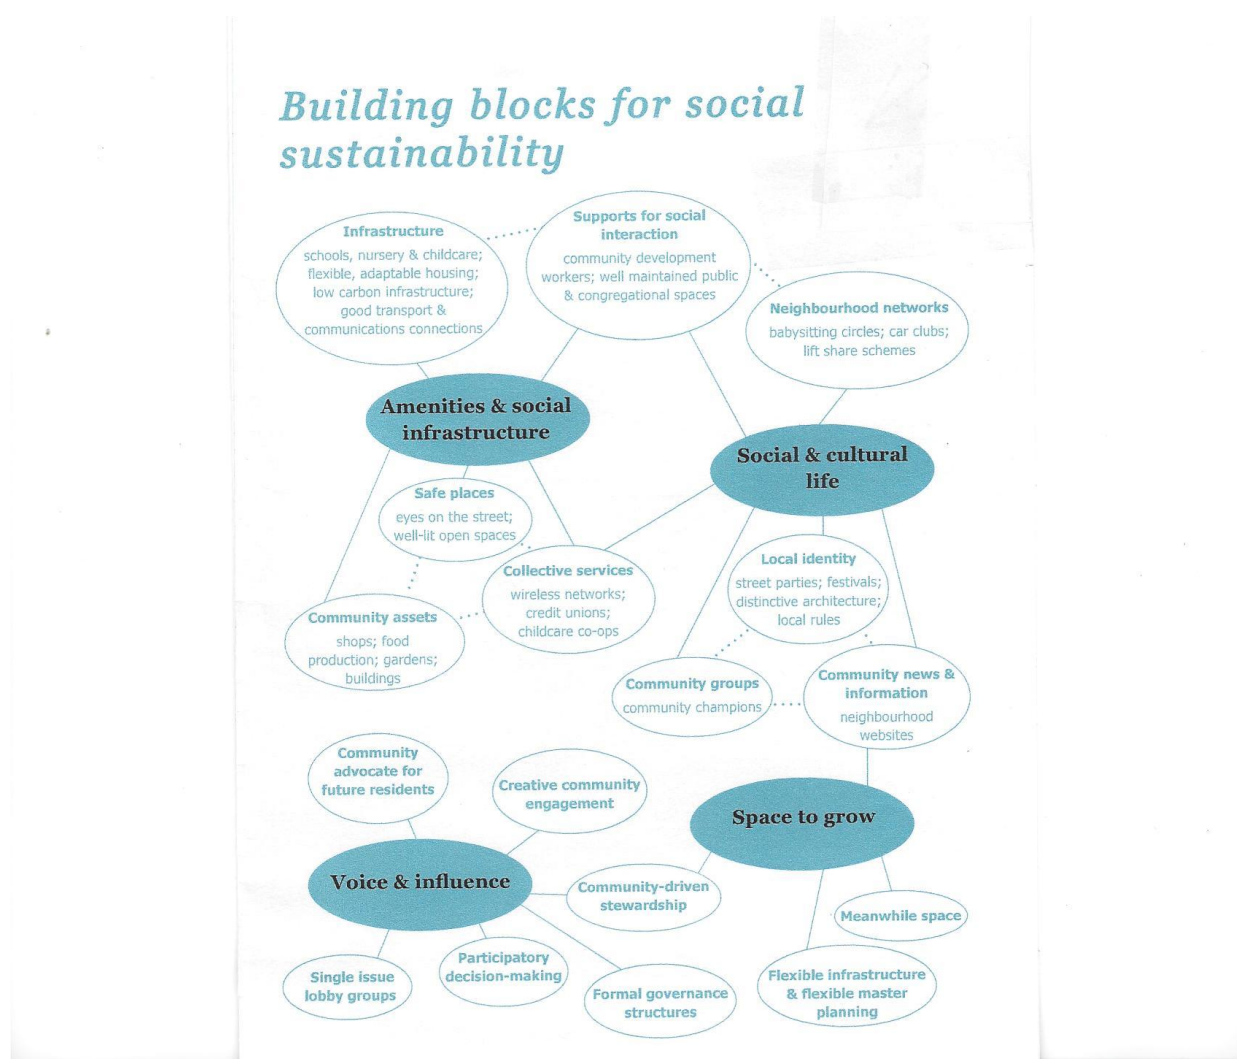 Building blocks for social
sustainability
Infrastructure
schools, nursery & childcare;
flexible, adaptable housing;
low carbon infrastructure;
good transport &
communications connections
Supports for social
interaction
community development
workers; well maintained public
& congregational spaces
Neighbourhood networks
babysitting circles; car clubs;
lift share schemes
Amenities & social
infrastructure
Social & cultural
life
Safe places
eyes on the street;
well-lit open spaces
Collective services
wireless networks;
credit unions;
childcare co-ops
Community assets
shops; food
production; gardens;
buildings
Local identity
street parties; festivals;
distinctive architecture;
local rules
Community groups
community champions
Community news &
information
neighbourhood
websites
Community
advocate for
future residents
Creative community
engagement
Space to grow
Voice & influence
Community-driven
stewardship
Meanwhile space
Single issue
lobby groups
Participatory
decision-making
Formal governance
structures
Flexible infrastructure
& flexible master
planning